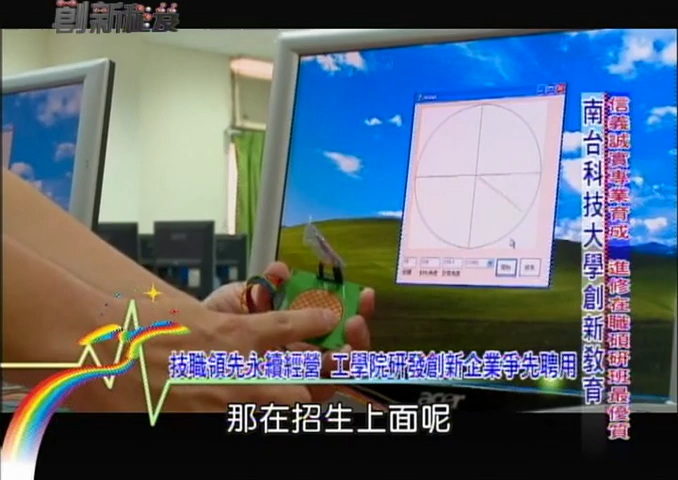 創新
信義誠實專業育成 進修在職碩研班最優質
南台科技大學創新教育
技職領先永續經營 工學院研發創新企業爭先聘用
acer
那在招生上面呢